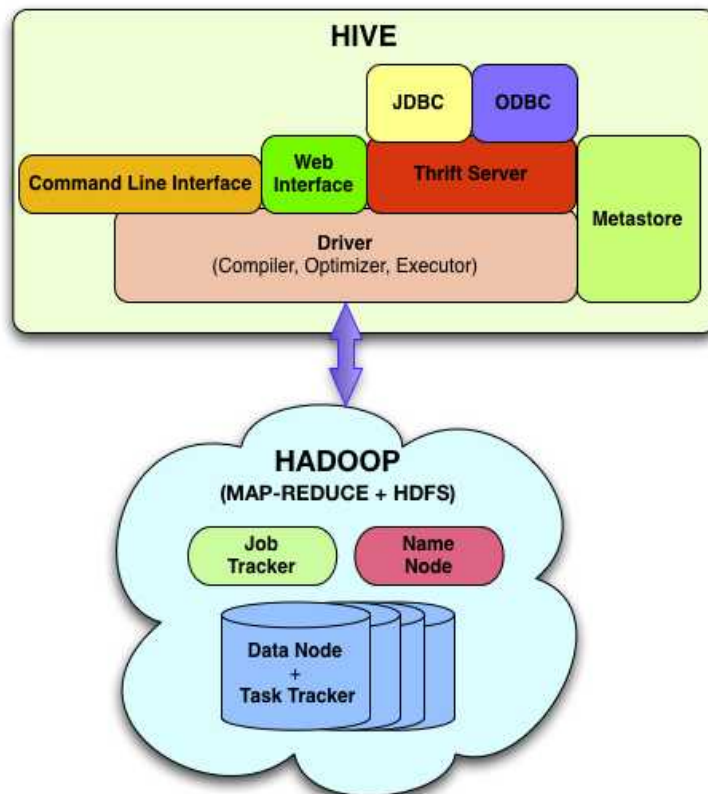 HIVE
JDBC
ODBC
Command Line Interface
Web
Interface
Thrift Server
Metastore
Driver
(Compiler, Optimizer, Executor)
HADOOP
(MAP-REDUCE + HDFS)
Job
Tracker
Name
Node
Data Node
+
Task Tracker